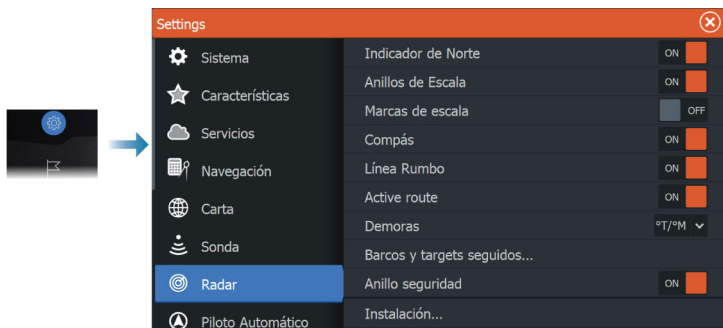 Settings
Sistema
Características
Servicios
Navegación
Carta
Sonda
Radar
Piloto Automático
Indicador de Norte ON
Anillos de Escala ON
Marcas de escala OFF
Compás ON
Línea Rumbo ON
Active route ON
Demoras °T/°M
Barcos y targets seguidos...
Anillo seguridad ON
Instalación...